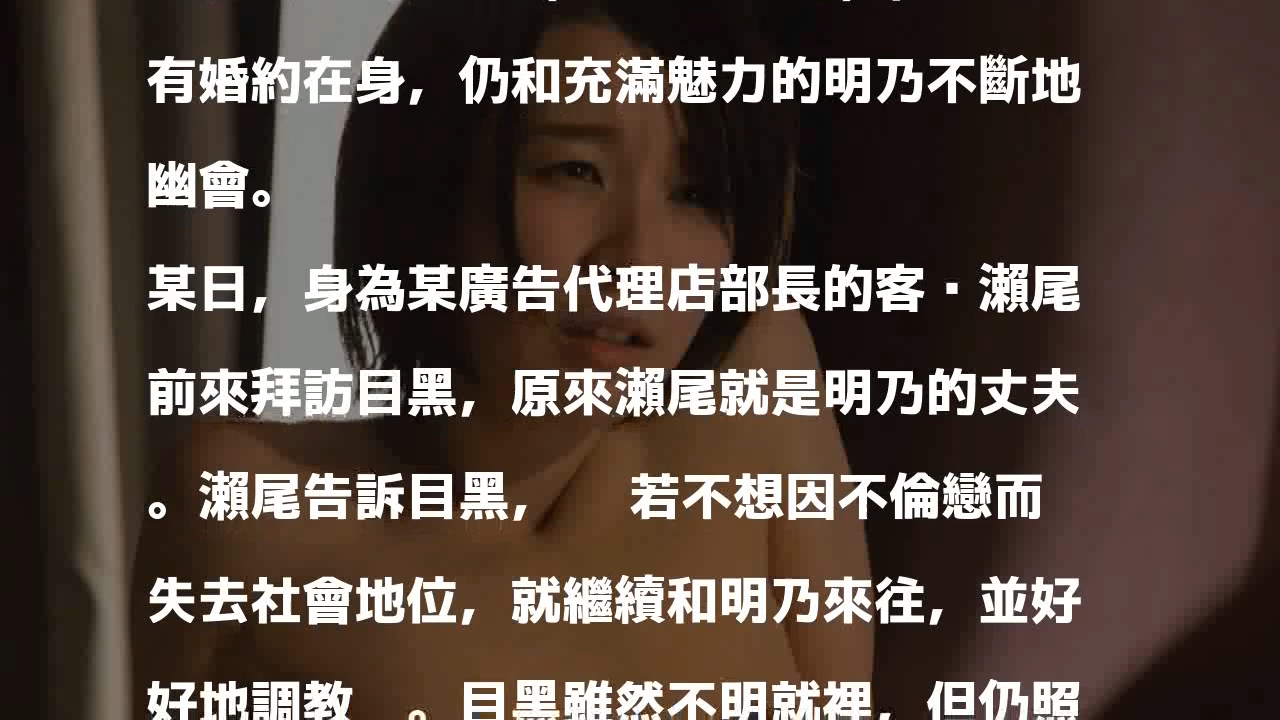 有婚約在身，仍和充滿魅力的明乃不斷地
幽會。
某日，身為某廣告代理店部長的客‧瀨尾
前來拜訪目黑，原來瀨尾就是明乃的丈夫
。瀨尾告訴目黑，　　若不想因不倫戀而
失去社會地位，就繼續和明乃來往，並好
好地調教　。目黑雖然不明就裡，但仍照